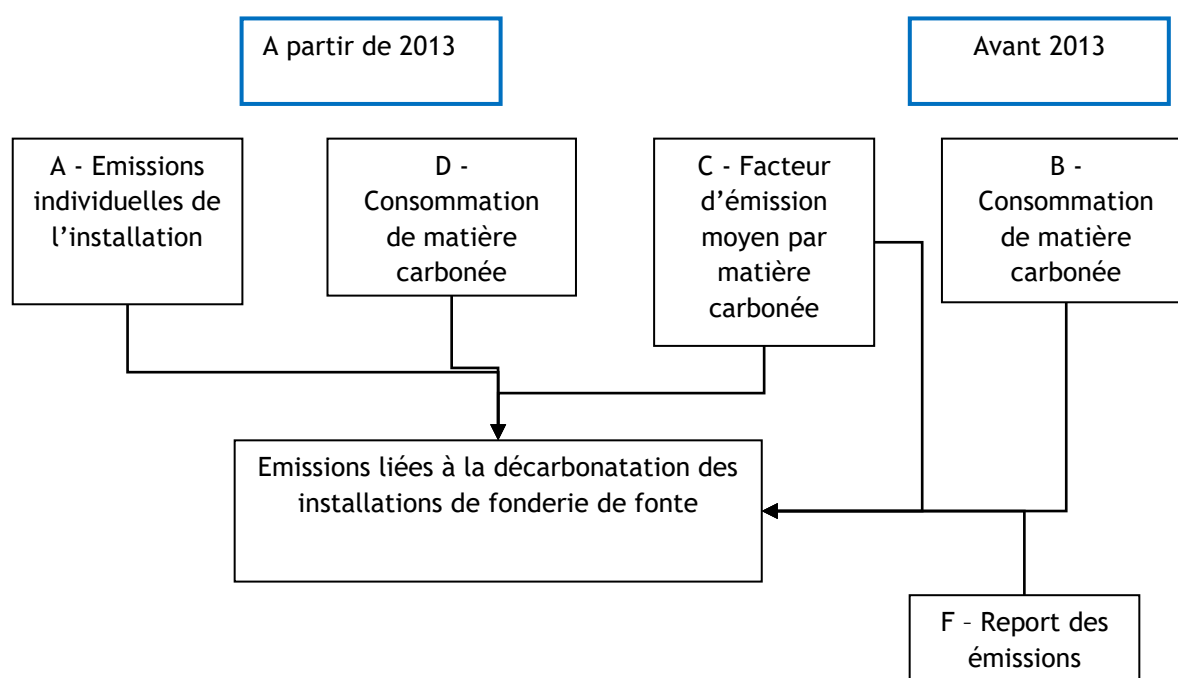 A partir de 2013
Avant 2013
A - Emissions
individuelles de
l'installation
D -
Consommation
de matière
carbonée
C - Facteur
d'émission
moyen par
matière
carbonée
B -
Consommation
de matière
carbonée
Emissions liées à la décarbonatation des
installations de fonderie de fonte
F – Report des
émissions